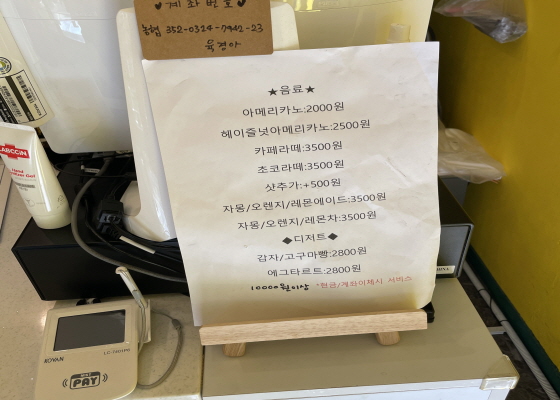 ♥계좌번호♥
농협 352-0314-7942-23
육경아
★음료★
아메리카노:2000원
헤이즐넛아메리카노:2500원
카페라떼:3500원
초코라떼:3500원
샷추가:+500원
자몽/오렌지/레몬에이드:3500원
자몽/오렌지/레몬차:3500원
◆디저트◆
감자/고구마빵:2800원
에그타르트:2800원
10000원이상 *현금/계좌이체시 서비스
LABCCIN
Hand
Gel
KOVAN
PAY